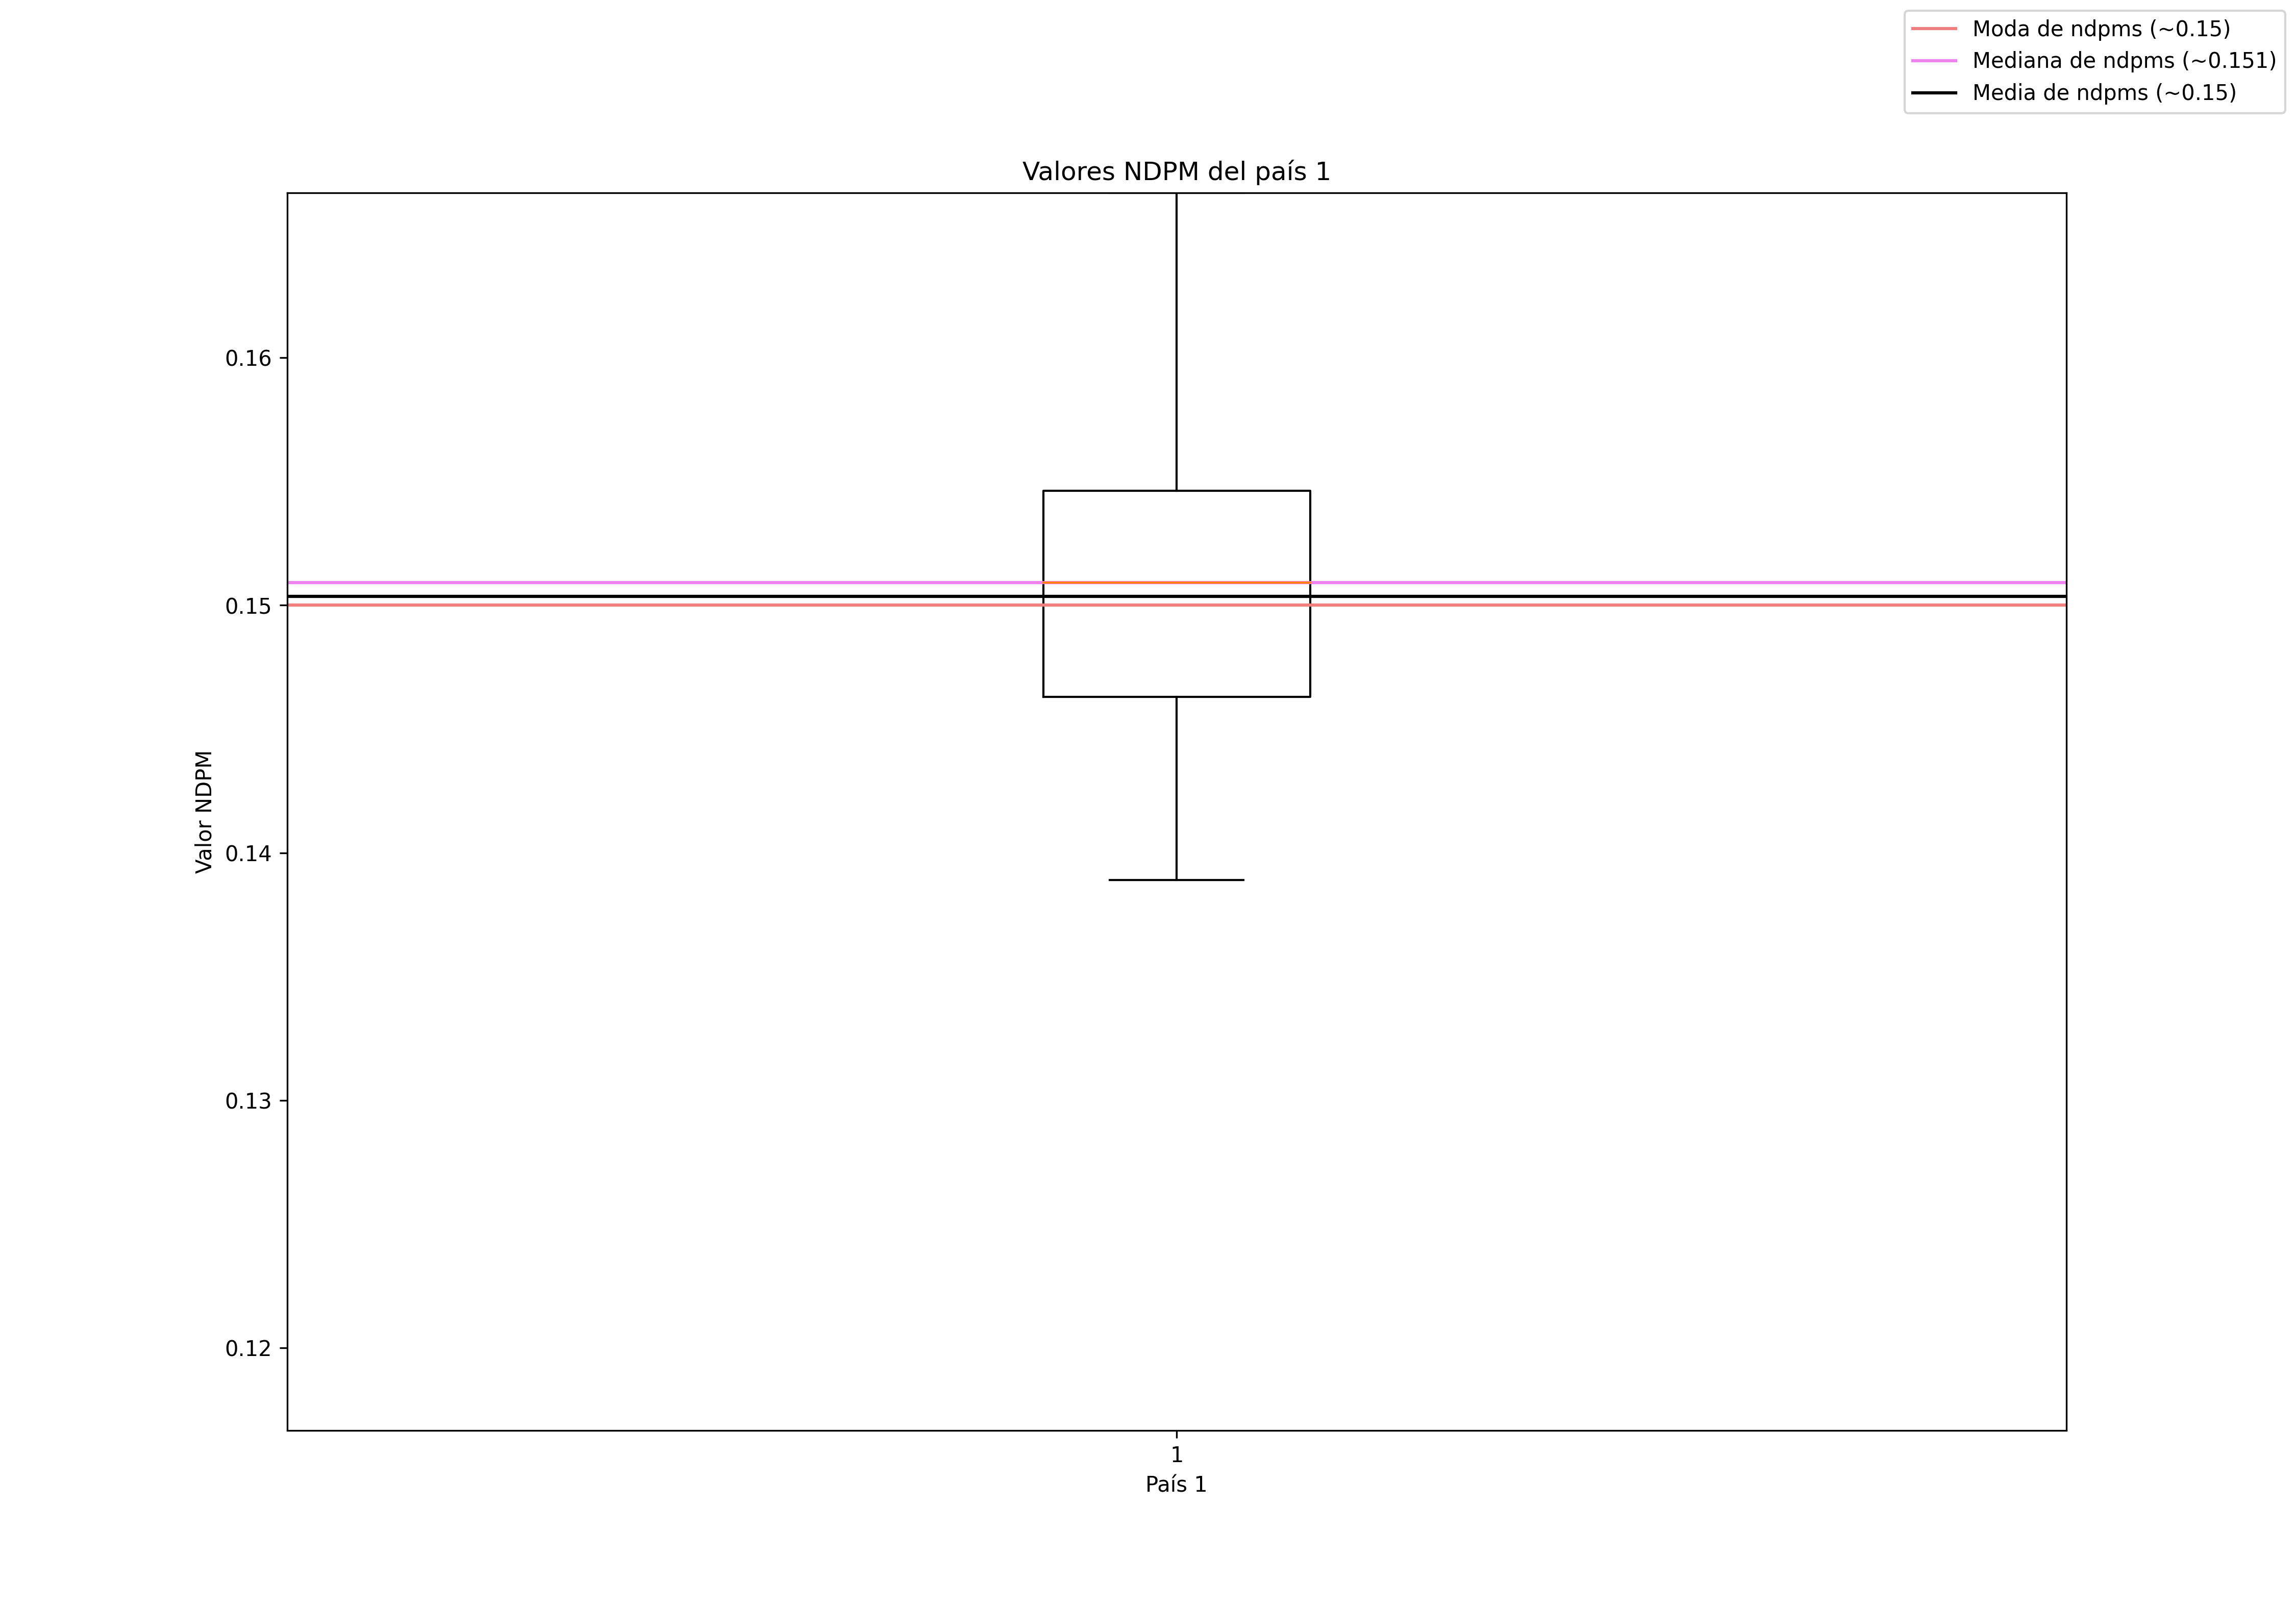 Moda de ndpms (~0.15)
Mediana de ndpms (~0.151)
Media de ndpms (~0.15)
Valores NDPM del país 1
0.16
0.15
0.14
0.13
0.12
Valor NDPM
1
País 1